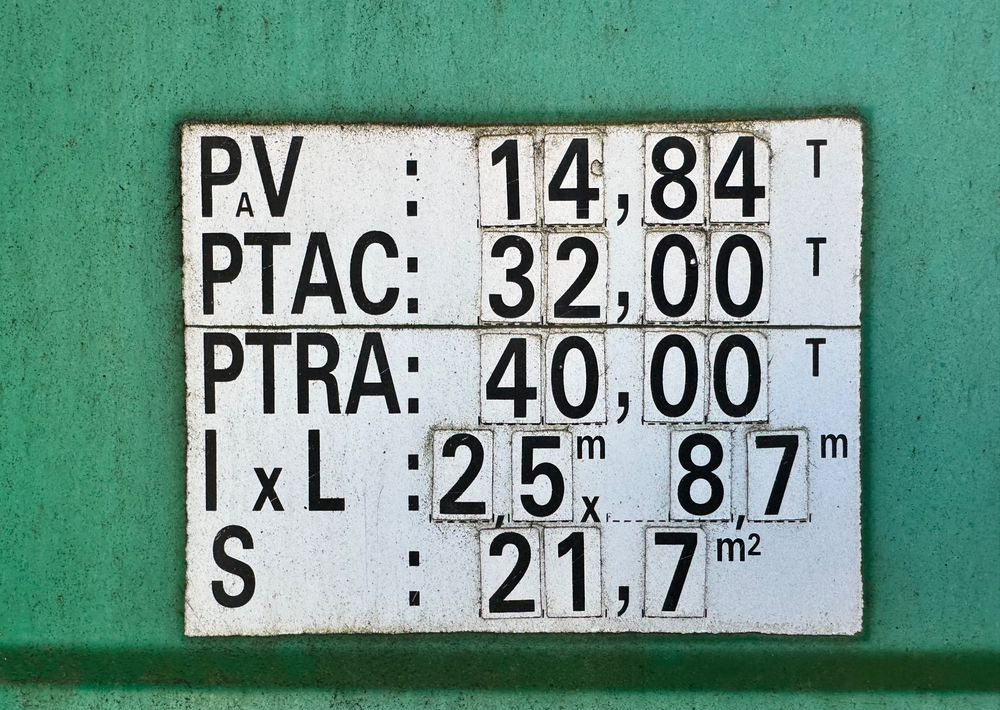 PAV : 14,84 T
PTAC : 32,00 T
PTRA : 40,00 T
l x L : 2,5 m x 8,7 m
S : 21,7 m²